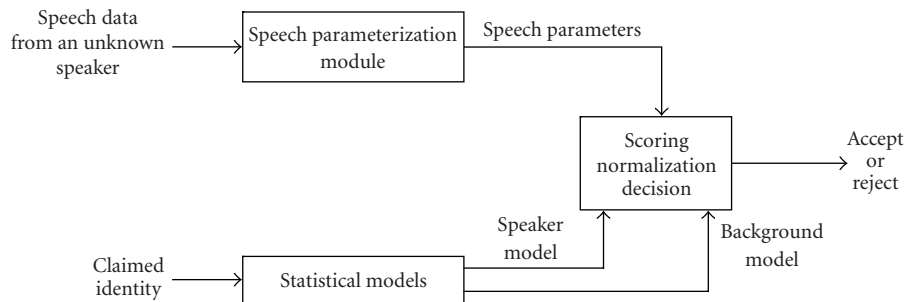 Speech data
from an unknown
speaker
Speech parameterization
module
Speech parameters
Scoring
normalization
decision
Accept
or
reject
Speaker
model
Background
model
Claimed
identity
Statistical models